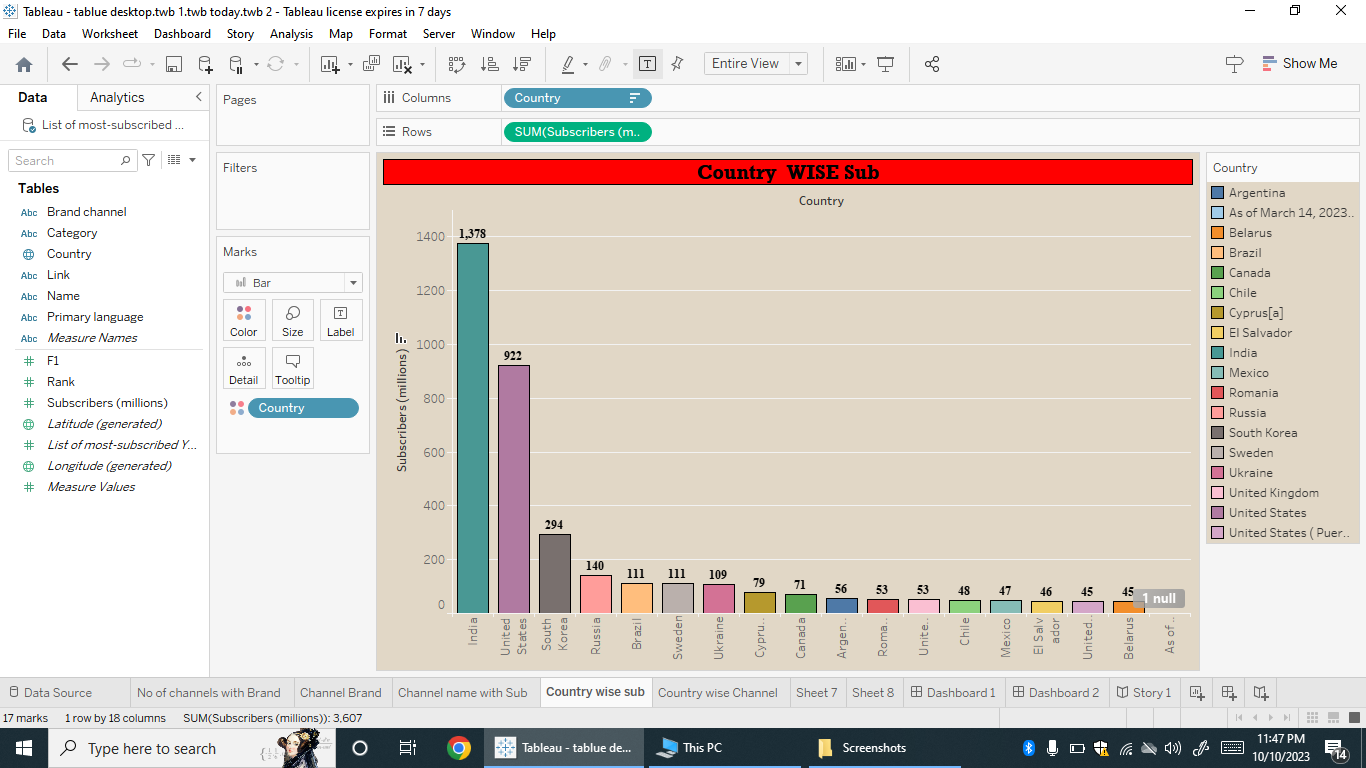 Tableau - tablue desktop.twb 1.twb today.twb 2 - Tableau license expires in 7 days
File Data Worksheet Dashboard Story Analysis Map Format Server Window Help
Entire View
Show Me
Data Analytics
List of most-subscribed ...
Search
Tables
Abc Brand channel
Abc Category
Country
Abc Link
Abc Name
Abc Primary language
Abc Measure Names
F1
Rank
Subscribers (millions)
Latitude (generated)
List of most-subscribed Y...
Longitude (generated)
Measure Values
Pages
Filters
Marks
Bar
Color Size Label
Detail Tooltip
Country
Columns Country
Rows SUM(Subscribers (m..
Country WISE Sub
Country
Subscribers (millions)
1400
1200
1000
800
600
400
200
0
1,378
922
294
140
111
111
109
79
71
56
53
53
48
47
46
45
45
1 null
India
United States
South Korea
Russia
Brazil
Sweden
Ukraine
Cypru..
Canada
Argen..
Roma..
Unite..
Chile
Mexico
El Salv ador
United..
Belarus
As of ..
Country
Argentina
As of March 14, 2023..
Belarus
Brazil
Canada
Chile
Cyprus[a]
El Salvador
India
Mexico
Romania
Russia
South Korea
Sweden
Ukraine
United Kingdom
United States
United States ( Puer..
Data Source No of channels with Brand Channel Brand Channel name with Sub Country wise sub Country wise Channel Sheet 7 Sheet 8 Dashboard 1 Dashboard 2 Story 1
17 marks 1 row by 18 columns SUM(Subscribers (millions)): 3,607
Type here to search
Tableau - tablue de...
This PC
Screenshots
11:47 PM
10/10/2023
14